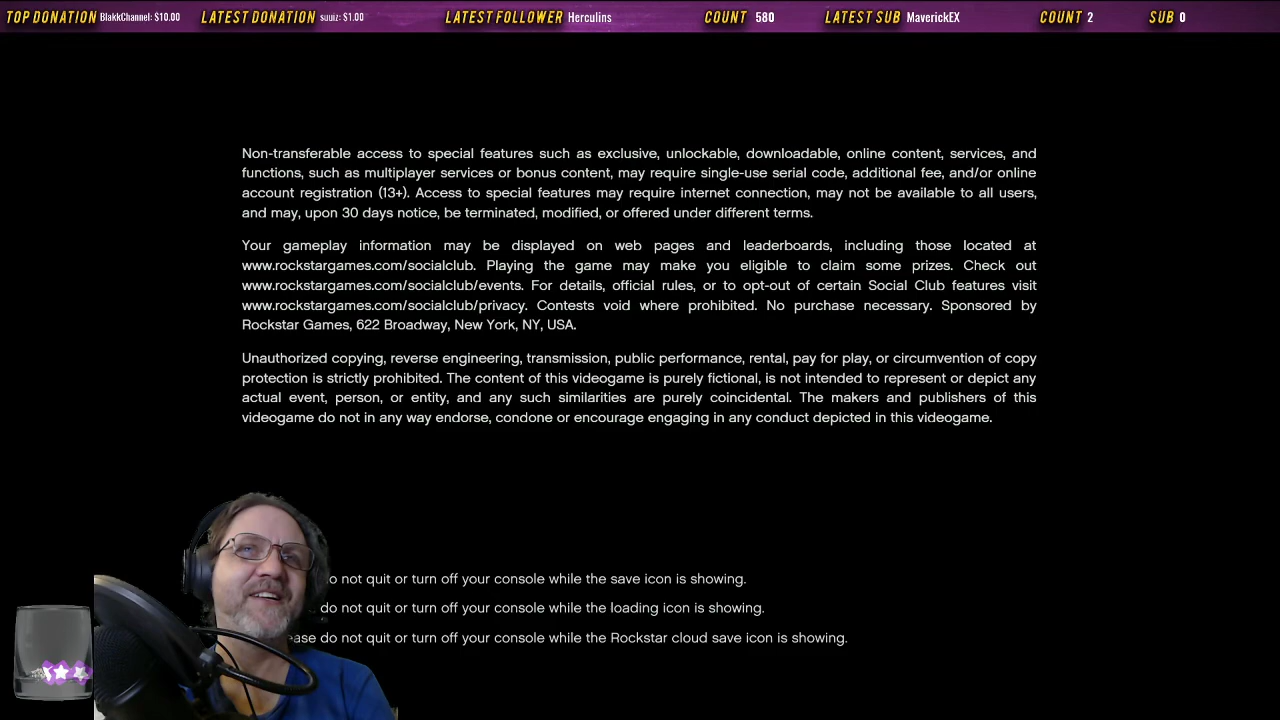 TOP DONATION BlakkChannel: $10.00 LATEST DONATION suuiz: $1.00 LATEST FOLLOWER Herculins COUNT 580 LATEST SUB MaverickEX COUNT 2 SUB 0
Non-transferable access to special features such as exclusive, unlockable, downloadable, online content, services, and
functions, such as multiplayer services or bonus content, may require single-use serial code, additional fee, and/or online
account registration (13+). Access to special features may require internet connection, may not be available to all users,
and may, upon 30 days notice, be terminated, modified, or offered under different terms.
Your gameplay information may be displayed on web pages and leaderboards, including those located at
www.rockstargames.com/socialclub. Playing the game may make you eligible to claim some prizes. Check out
www.rockstargames.com/socialclub/events. For details, official rules, or to opt-out of certain Social Club features visit
www.rockstargames.com/socialclub/privacy. Contests void where prohibited. No purchase necessary. Sponsored by
Rockstar Games, 622 Broadway, New York, NY, USA.
Unauthorized copying, reverse engineering, transmission, public performance, rental, pay for play, or circumvention of copy
protection is strictly prohibited. The content of this videogame is purely fictional, is not intended to represent or depict any
actual event, person, or entity, and any such similarities are purely coincidental. The makers and publishers of this
videogame do not in any way endorse, condone or encourage engaging in any conduct depicted in this videogame.
o not quit or turn off your console while the save icon is showing.
do not quit or turn off your console while the loading icon is showing.
ease do not quit or turn off your console while the Rockstar cloud save icon is showing.